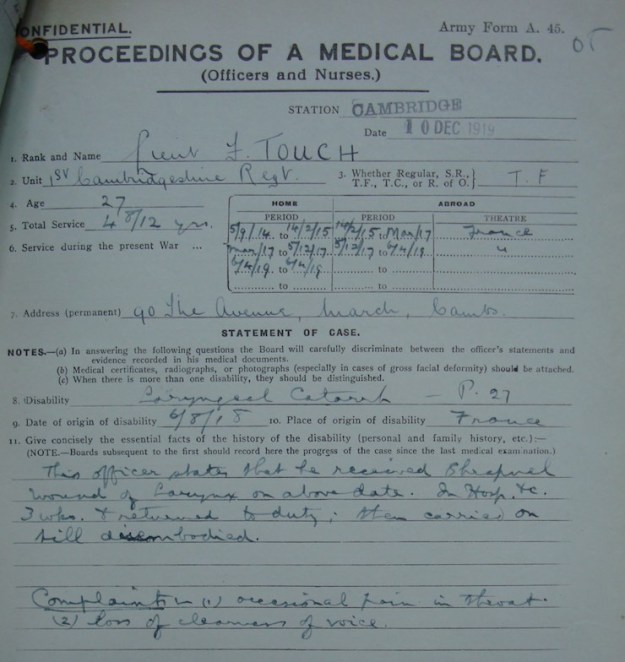 CONFIDENTIAL.
Army Form A. 45.
PROCEEDINGS OF A MEDICAL BOARD.
(Officers and Nurses.)
STATION CAMBRIDGE
Date 10 DEC 1919
1. Rank and Name Lieut F. TOUCH
2. Unit 1st Cambridgeshire Regt. 3. Whether Regular, S.R., T.F., T.C., or R. of O. T.F
4. Age 27
5. Total Service 4 8/12 yrs.
6. Service during the present War ...
HOME ABROAD
PERIOD PERIOD THEATRE
5/9/14. to 14/2/15 14/2/15 to Mar/17 France
Mar/17 to 5/12/17 5/12/17 to 6/4/19 "
6/4/19. to 6/4/19 to
to to
7. Address (permanent) 90 The Avenue, March, Cambs.
STATEMENT OF CASE.
NOTES.—(a) In answering the following questions the Board will carefully discriminate between the officer's statements and
evidence recorded in his medical documents.
(b) Medical certificates, radiographs, or photographs (especially in cases of gross facial deformity) should be attached.
(c) When there is more than one disability, they should be distinguished.
8. Disability Laryngeal Catarrh — P. 27
9. Date of origin of disability 6/8/18 10. Place of origin of disability France
11. Give concisely the essential facts of the history of the disability (personal and family history, etc.):—
(NOTE.—Boards subsequent to the first should record here the progress of the case since the last medical examination.)
This officer states that he received Shrapnel
wound of Larynx on above date. In Hosp. &c.
3 wks. & returned to duty; then carried on
till disembodied.
Complaints (1) occasional pain in throat.
(2) loss of clearness of voice.